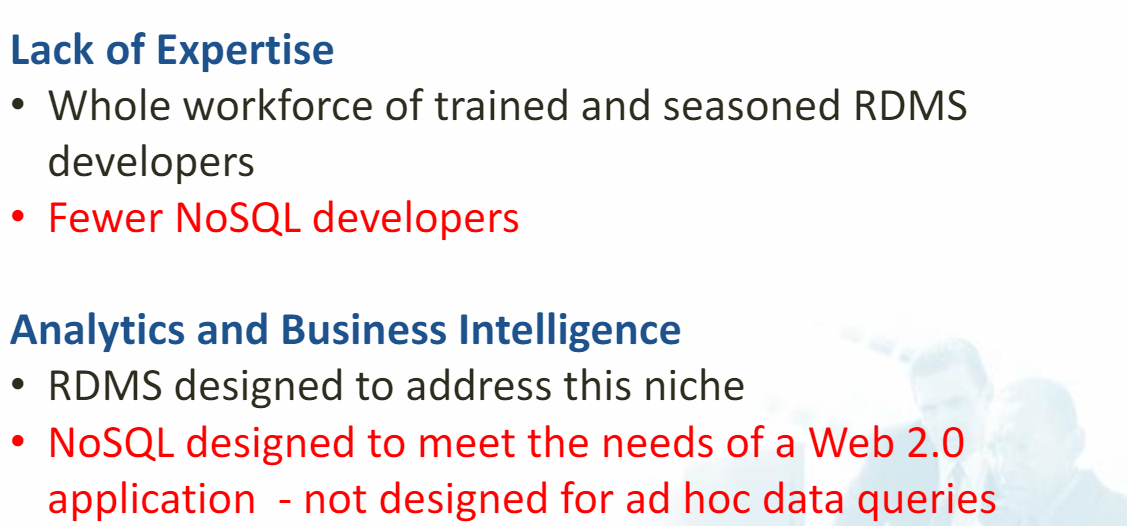 Lack of Expertise
• Whole workforce of trained and seasoned RDMS
developers
• Fewer NoSQL developers
Analytics and Business Intelligence
• RDMS designed to address this niche
• NoSQL designed to meet the needs of a Web 2.0
application  - not designed for ad hoc data queries